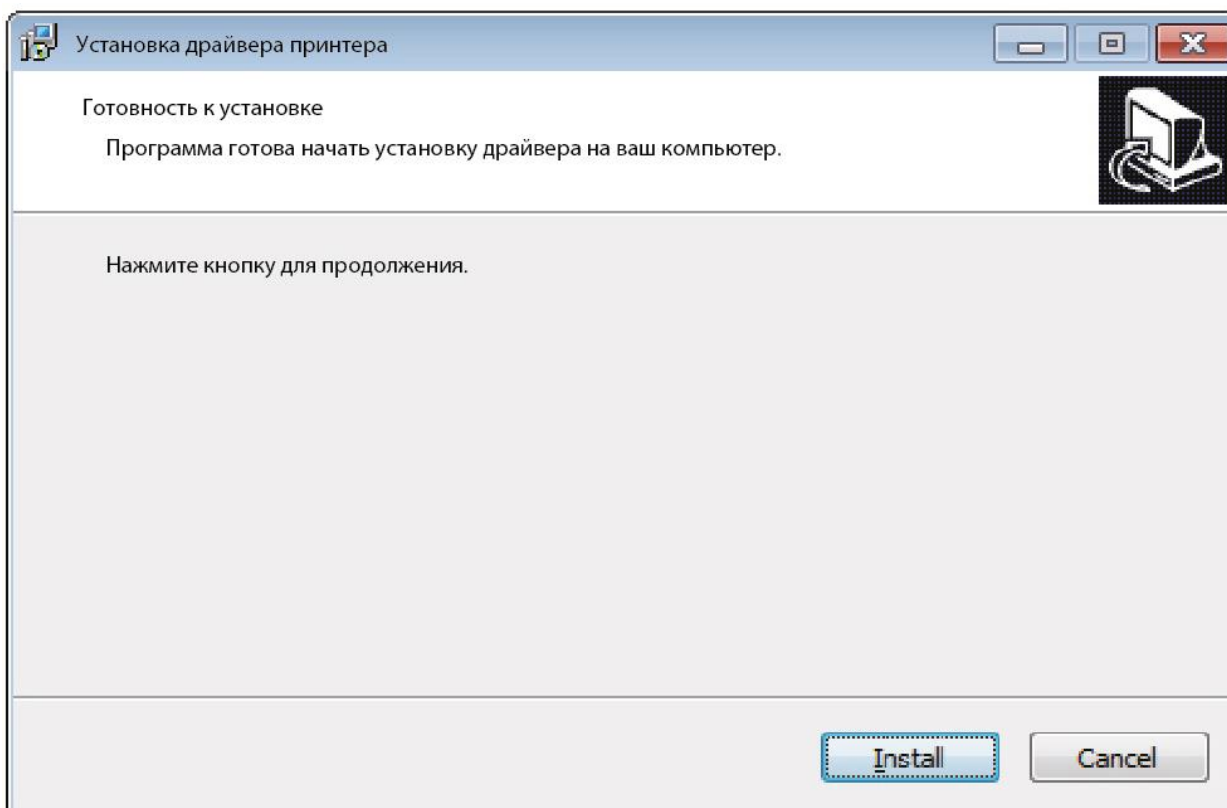 Установка драйвера принтера
Готовность к установке
Программа готова начать установку драйвера на ваш компьютер.
Нажмите кнопку для продолжения.
Install
Cancel